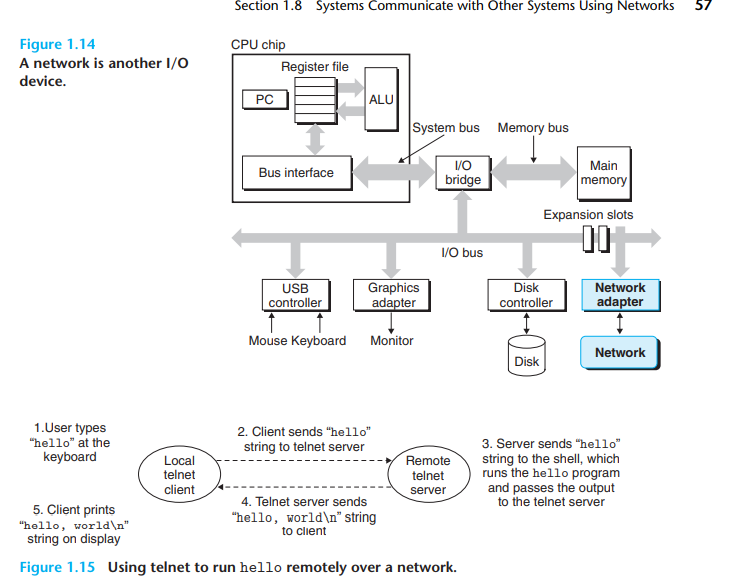 Section 1.8 Systems Communicate with Other Systems Using Networks 57
Figure 1.14
A network is another I/O
device.
CPU chip
Register file
PC
ALU
System bus
Memory bus
Bus interface
I/O
bridge
Main
memory
Expansion slots
I/O bus
USB
controller
Graphics
adapter
Disk
controller
Network
adapter
Mouse Keyboard
Monitor
Disk
Network
1.User types
"hello" at the
keyboard
2. Client sends "hello"
string to telnet server
Local
telnet
client
Remote
telnet
server
3. Server sends "hello"
string to the shell, which
runs the hello program
and passes the output
to the telnet server
4. Telnet server sends
"hello, world\n" string
to client
5. Client prints
"hello, world\n"
string on display
Figure 1.15 Using telnet to run hello remotely over a network.